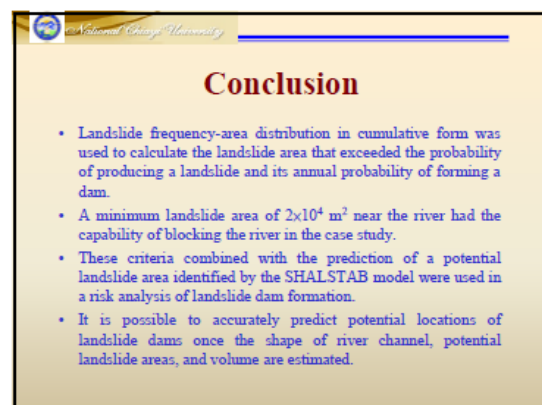 National Chiayi University
Conclusion
• Landslide frequency-area distribution in cumulative form was
used to calculate the landslide area that exceeded the probability
of producing a landslide and its annual probability of forming a
dam.
• A minimum landslide area of 2×10⁴ m² near the river had the
capability of blocking the river in the case study.
• These criteria combined with the prediction of a potential
landslide area identified by the SHALSTAB model were used in
a risk analysis of landslide dam formation.
• It is possible to accurately predict potential locations of
landslide dams once the shape of river channel, potential
landslide areas, and volume are estimated.